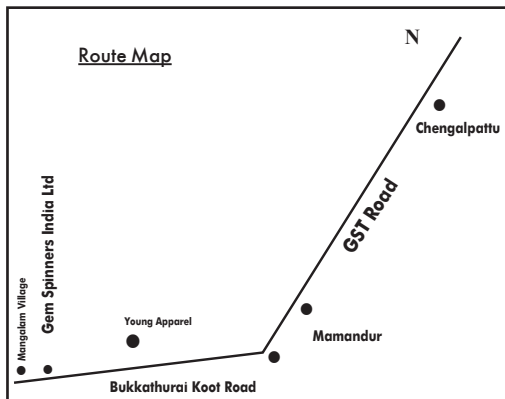 Route Map
N
Chengalpattu
GST Road
Mamandur
Bukkathurai Koot Road
Young Apparel
Gem Spinners India Ltd
Mangalam Village